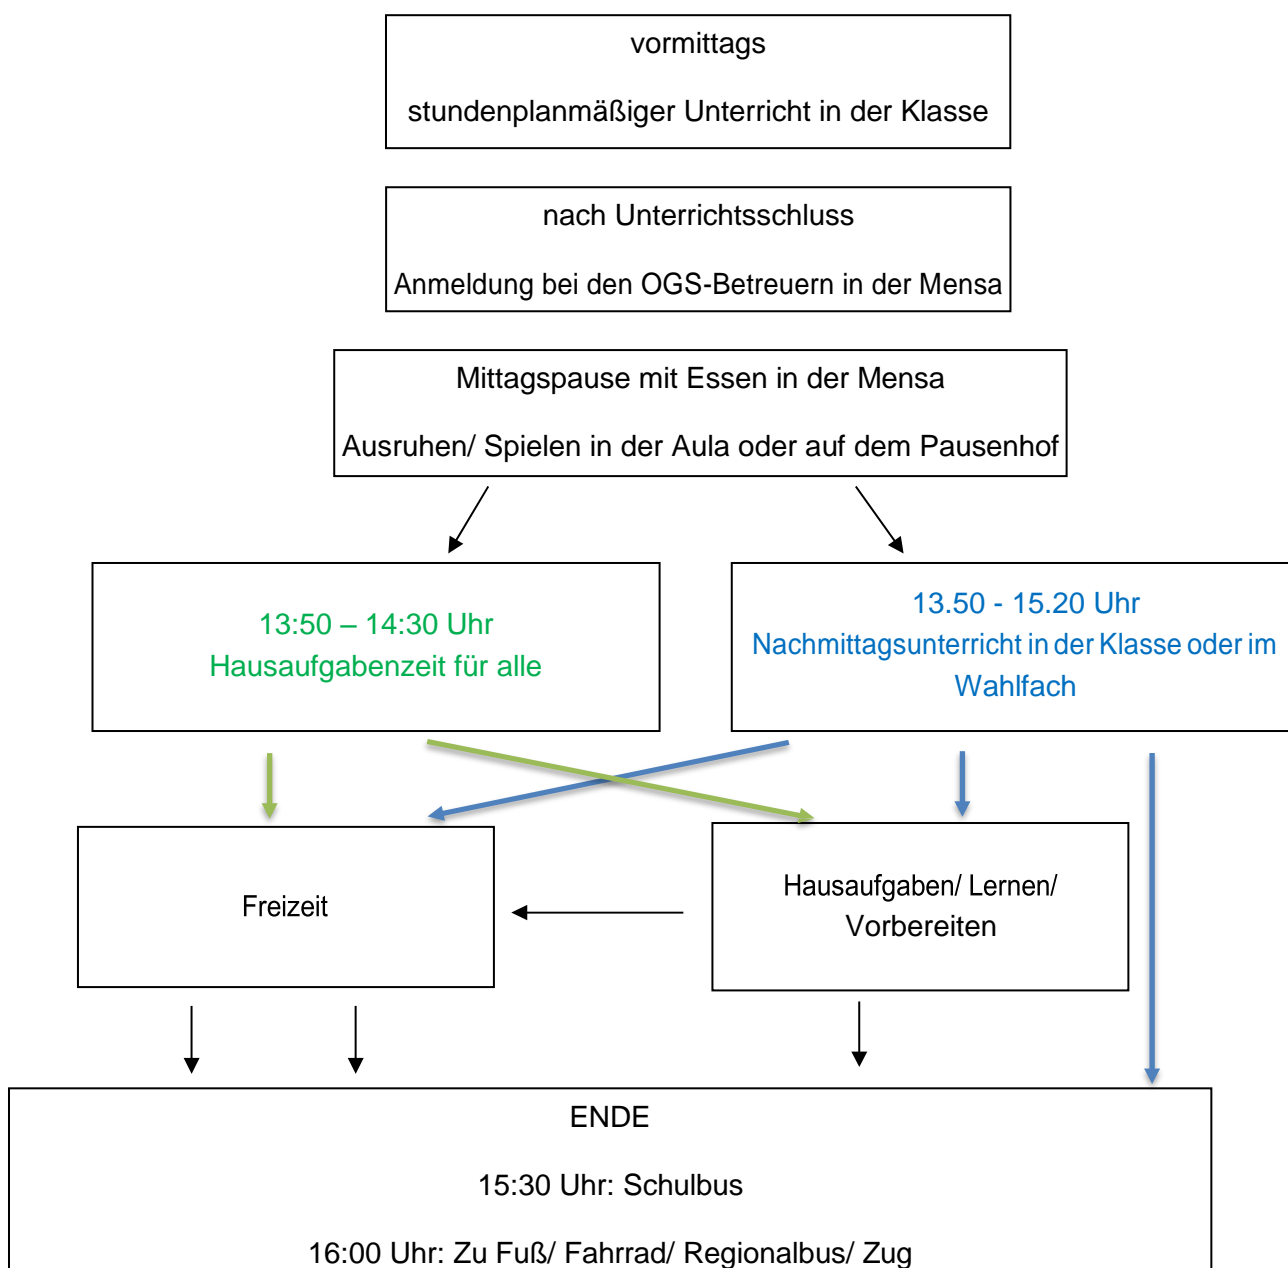 vormittags
stundenplanmäßiger Unterricht in der Klasse
nach Unterrichtsschluss
Anmeldung bei den OGS-Betreuern in der Mensa
Mittagspause mit Essen in der Mensa
Ausruhen/ Spielen in der Aula oder auf dem Pausenhof
13:50 – 14:30 Uhr
Hausaufgabenzeit für alle
13.50 - 15.20 Uhr
Nachmittagsunterricht in der Klasse oder im
Wahlfach
Freizeit
Hausaufgaben/ Lernen/
Vorbereiten
ENDE
15:30 Uhr: Schulbus
16:00 Uhr: Zu Fuß/ Fahrrad/ Regionalbus/ Zug